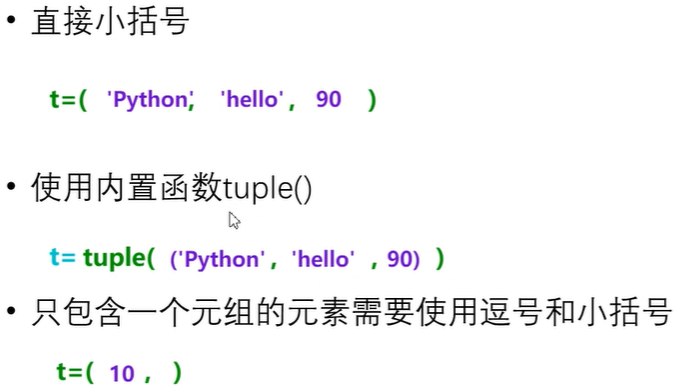 • 直接小括号
t=( 'Python', 'hello', 90 )
• 使用内置函数tuple()
t= tuple( ('Python', 'hello' , 90) )
• 只包含一个元组的元素需要使用逗号和小括号
t=( 10 , )